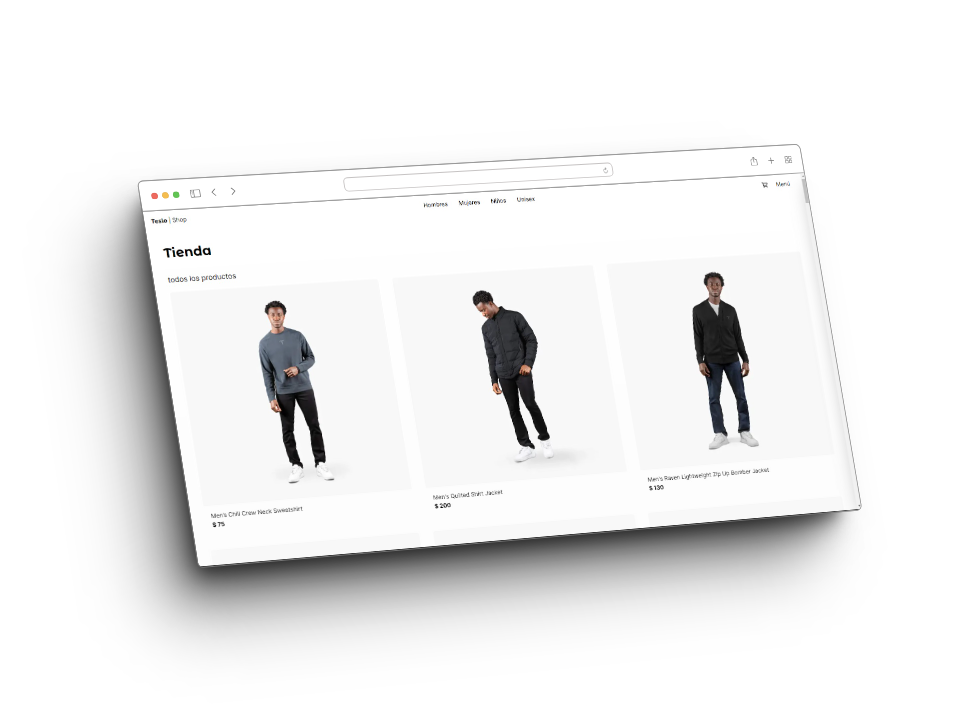 Teslo | Shop
Hombres Mujeres Niños Unisex
Menú
Tienda
todos los productos
Men's Chill Crew Neck Sweatshirt
$ 75
Men's Quilted Shirt Jacket
$ 200
Men's Raven Lightweight Zip Up Bomber Jacket
$ 130